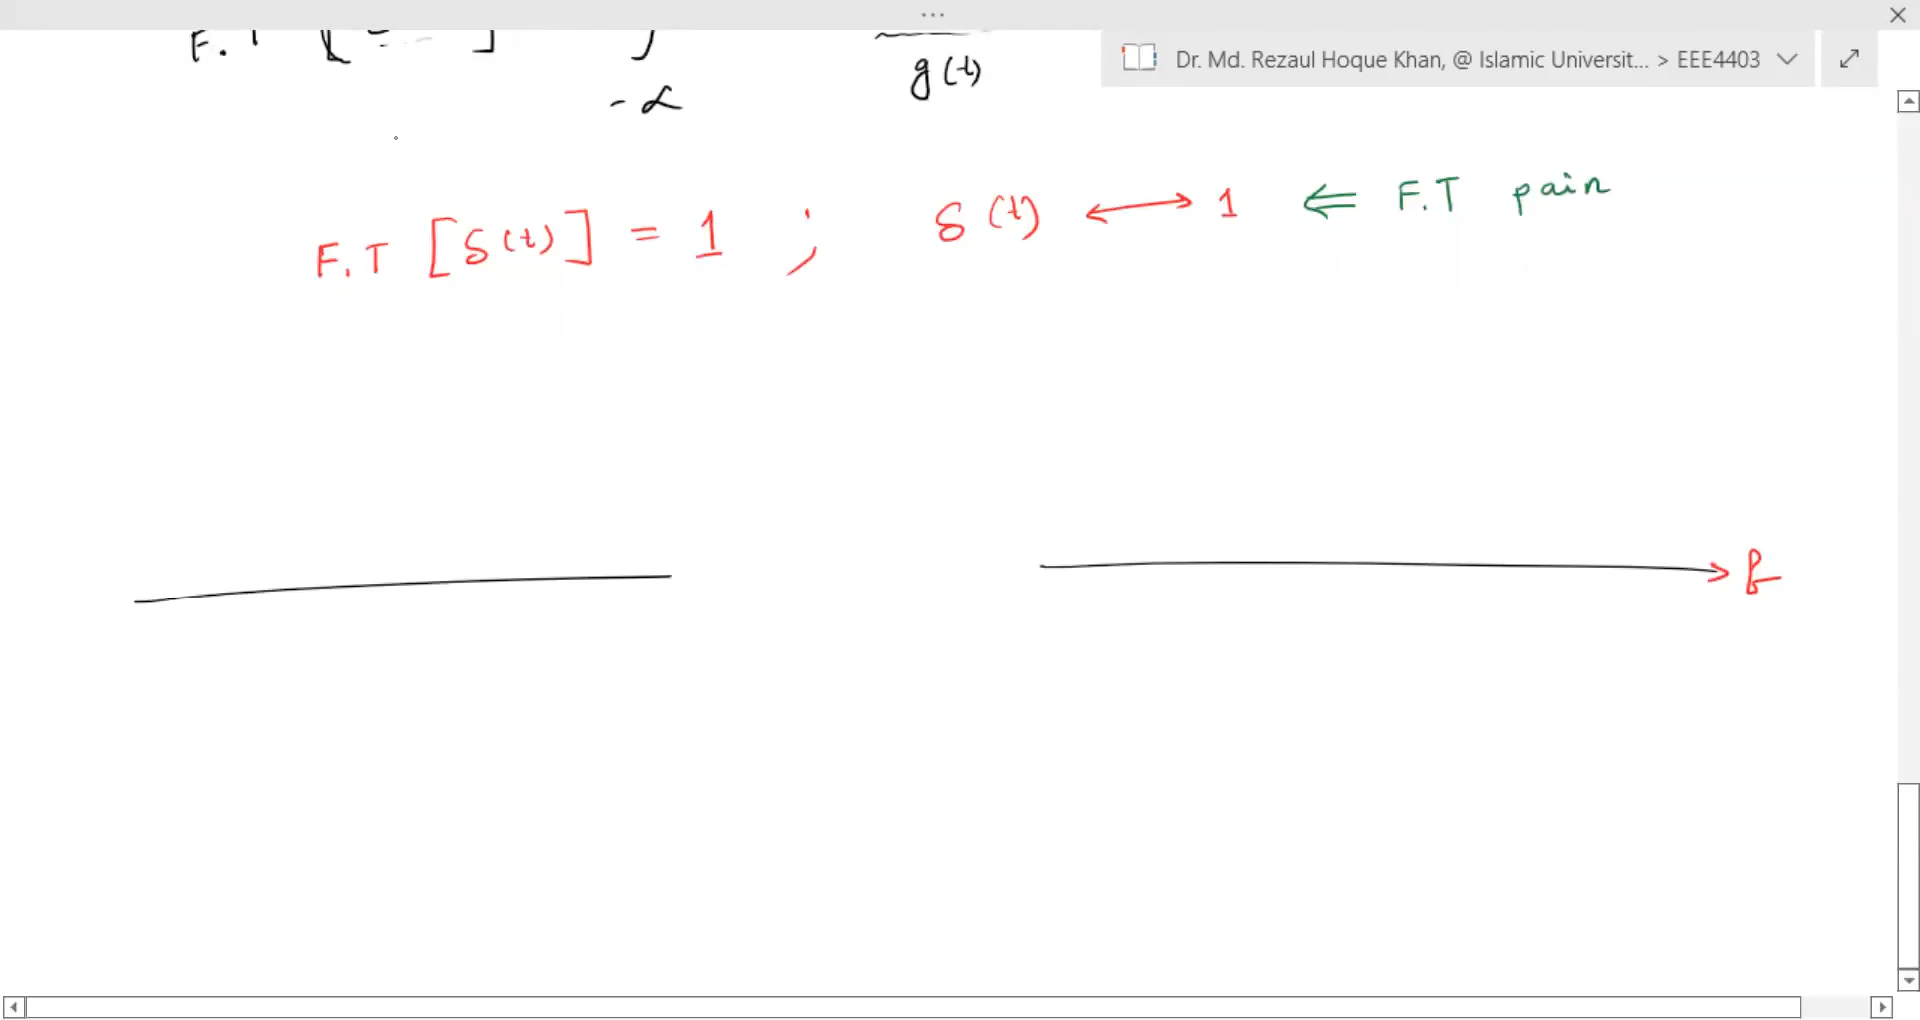 ...
F.T [
- ∝
g(t)
Dr. Md. Rezaul Hoque Khan, @ Islamic Universit... > EEE4403
F.T [δ(t)] = 1 ; δ(t) ⟷ 1 ⇐ F.T pair
f